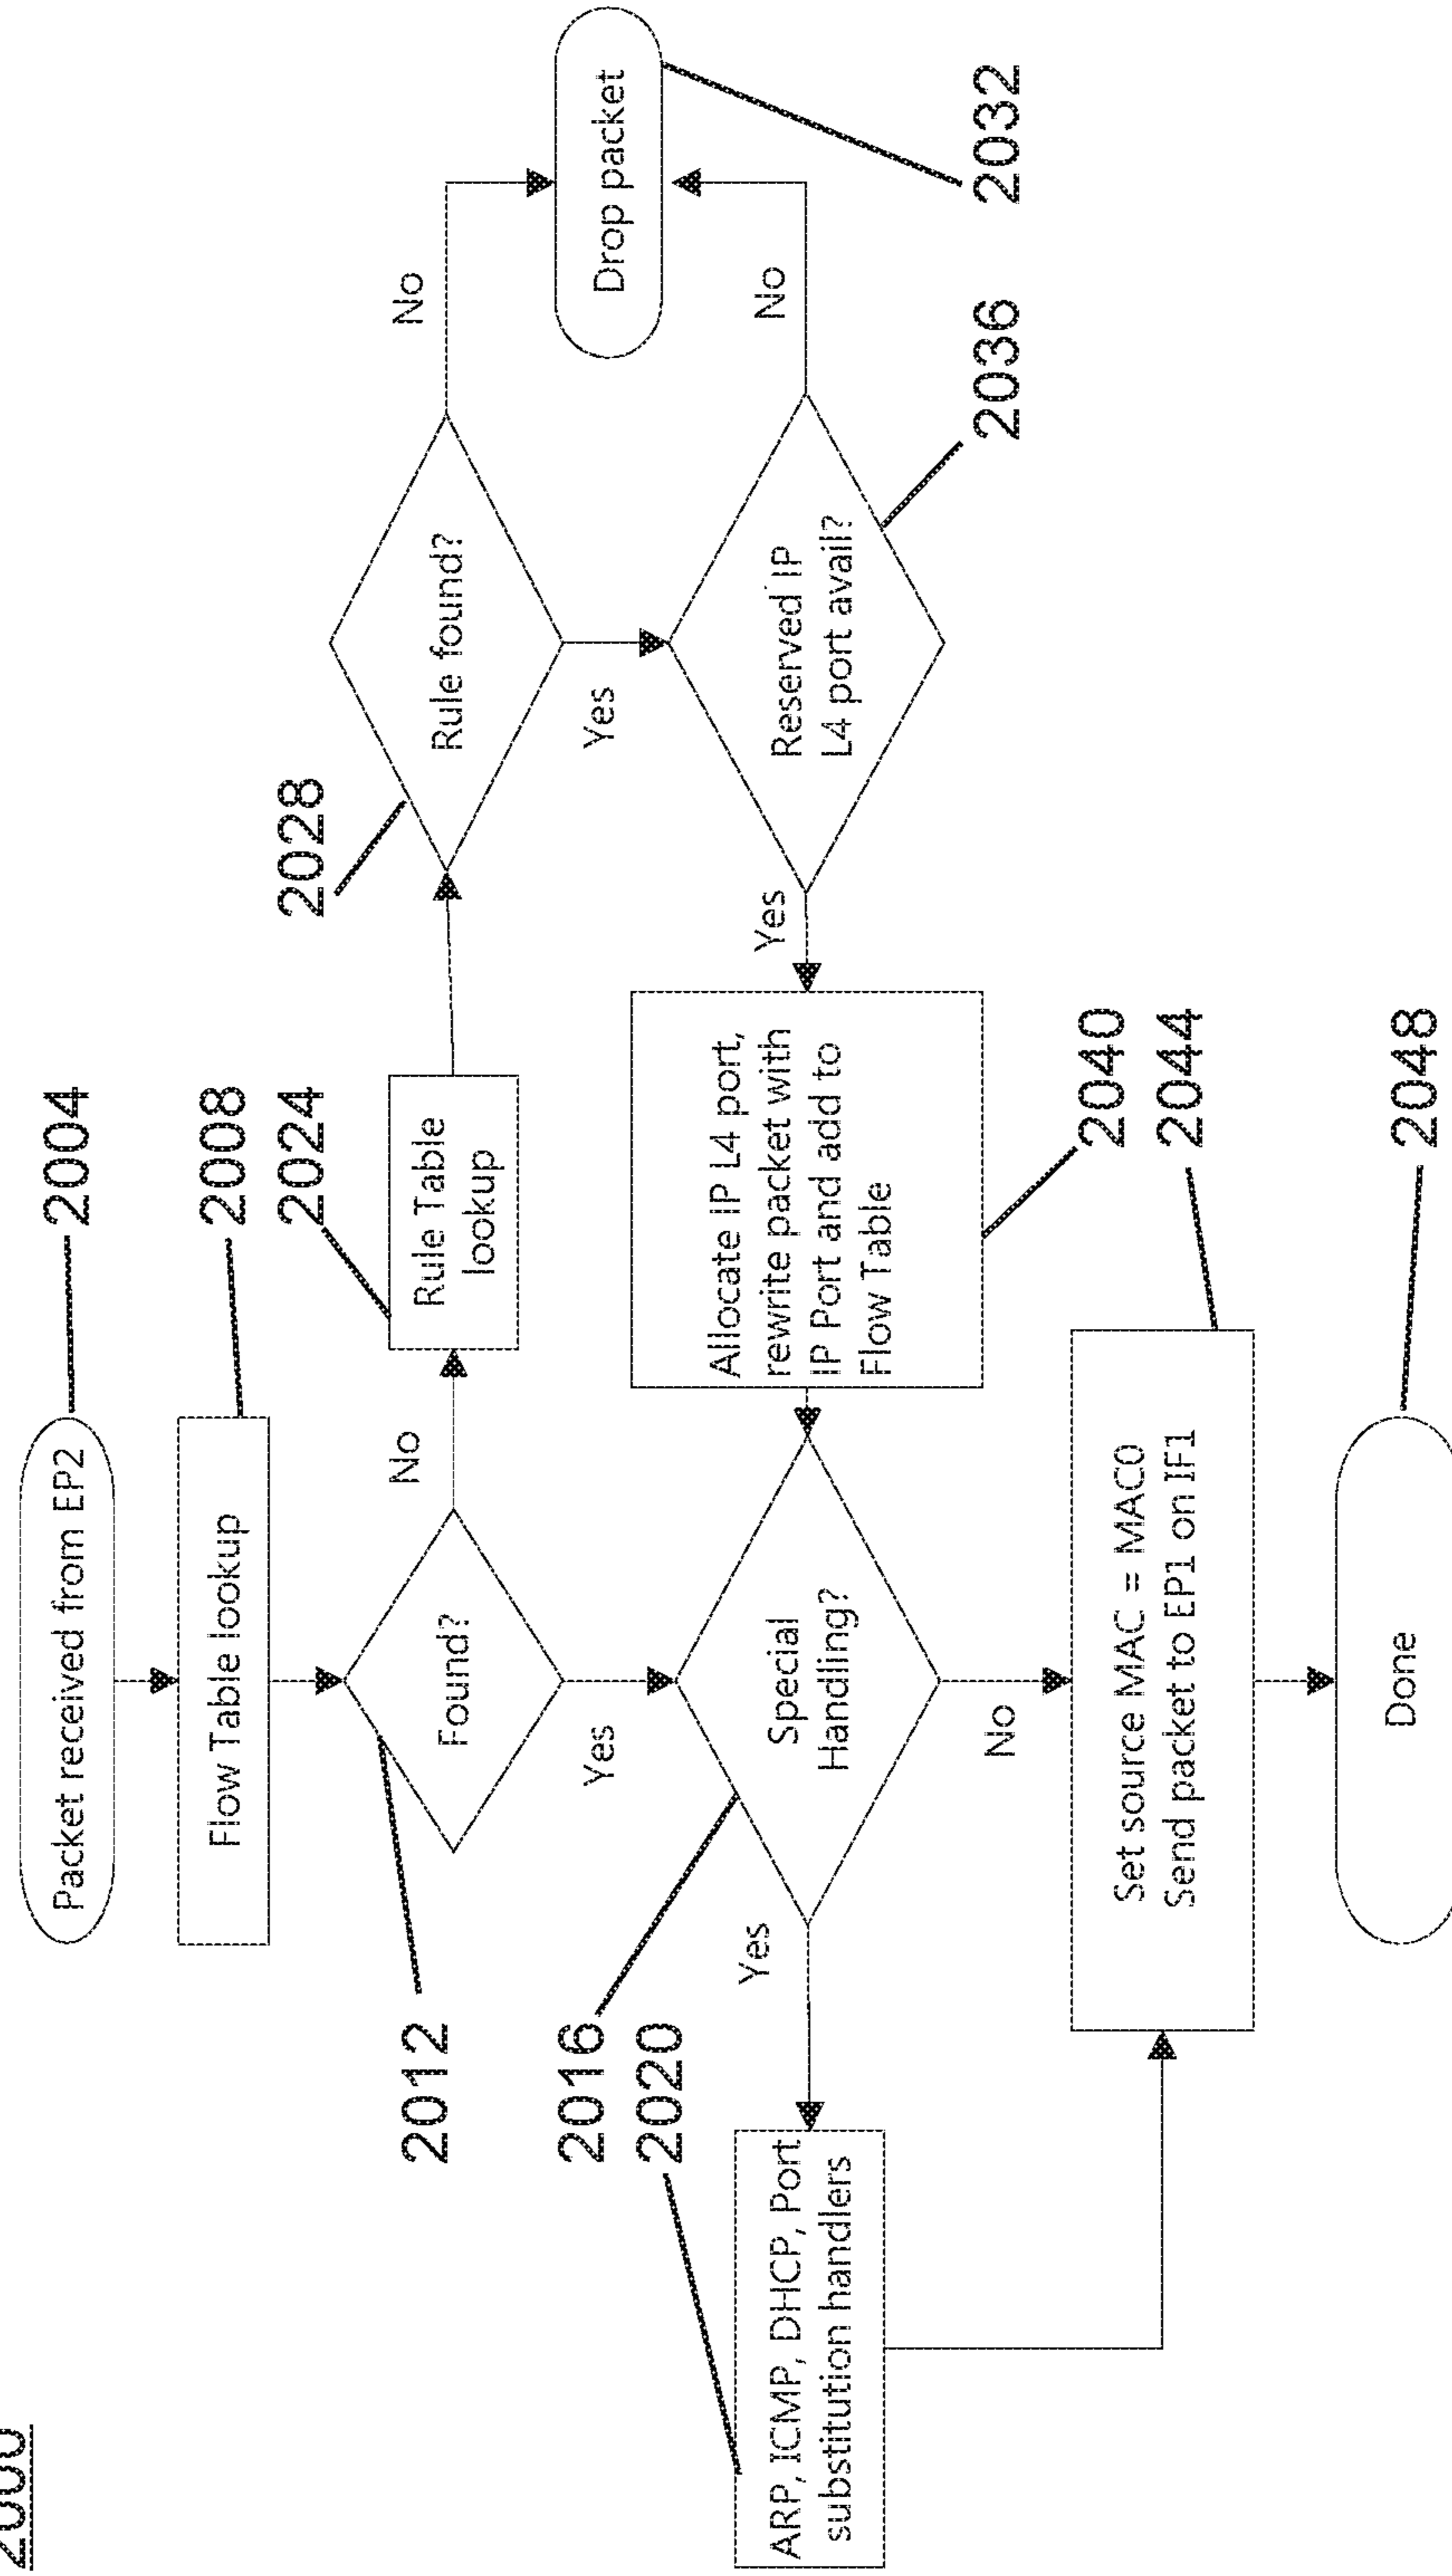 2000
Packet received from EP2
2004
Flow Table lookup
2008
2012
Found?
No
Yes
2024
Rule Table
lookup
2028
Rule found?
No
Yes
Drop packet
2032
Reserved IP
L4 port avail?
No
Yes
2036
Allocate IP L4 port,
rewrite packet with
IP Port and add to
Flow Table
2040
2016
Special
Handling?
Yes
No
2020
ARP, ICMP, DHCP, Port
substitution handlers
Set source MAC = MAC0
Send packet to EP1 on IF1
2044
Done
2048